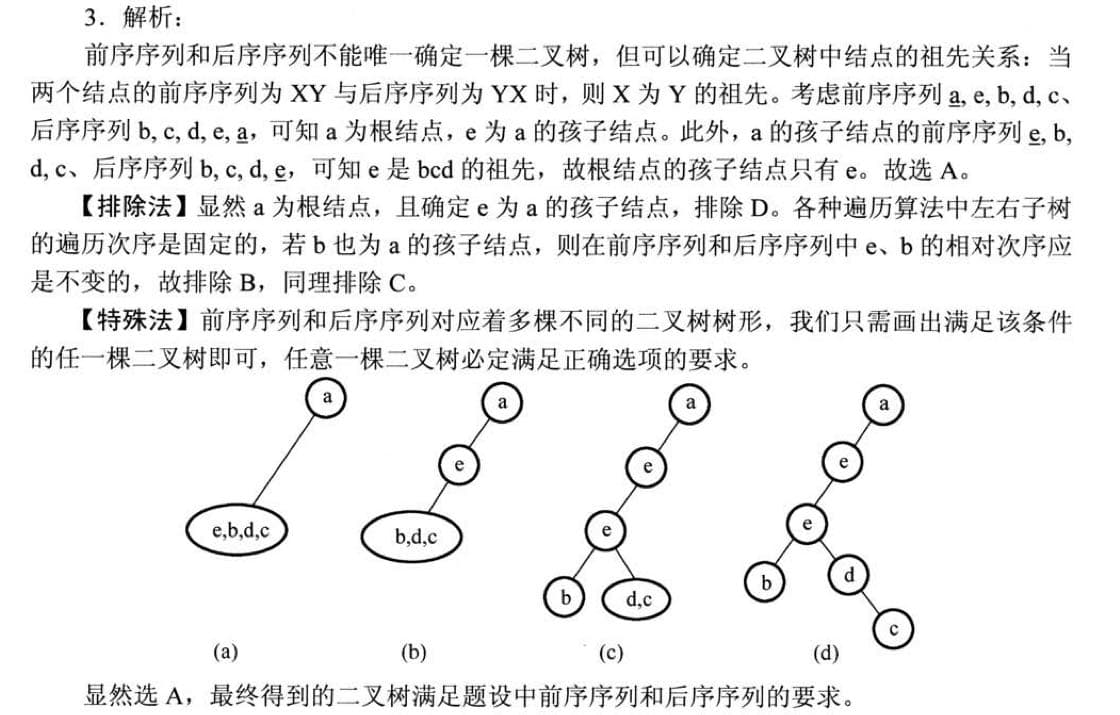 3．解析：
前序序列和后序序列不能唯一确定一棵二叉树，但可以确定二叉树中结点的祖先关系：当
两个结点的前序序列为 XY 与后序序列为 YX 时，则 X 为 Y 的祖先。考虑前序序列 a, e, b, d, c、
后序序列 b, c, d, e, a，可知 a 为根结点，e 为 a 的孩子结点。此外，a 的孩子结点的前序序列 e, b,
d, c、后序序列 b, c, d, e，可知 e 是 bcd 的祖先，故根结点的孩子结点只有 e。故选 A。
【排除法】显然 a 为根结点，且确定 e 为 a 的孩子结点，排除 D。各种遍历算法中左右子树
的遍历次序是固定的，若 b 也为 a 的孩子结点，则在前序序列和后序序列中 e、b 的相对次序应
是不变的，故排除 B，同理排除 C。
【特殊法】前序序列和后序序列对应着多棵不同的二叉树树形，我们只需画出满足该条件
的任一棵二叉树即可，任意一棵二叉树必定满足正确选项的要求。
a
e,b,d,c
(a)
a
e
b,d,c
(b)
a
e
e
b
d,c
(c)
a
e
e
b
d
c
(d)
显然选 A，最终得到的二叉树满足题设中前序序列和后序序列的要求。